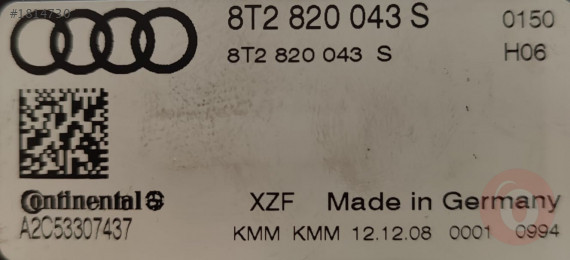 8T2 820 043 S 0150
8T2 820 043 S H06
Continental
A2C53307437
XZF Made in Germany
KMM KMM 12.12.08 0001 0994